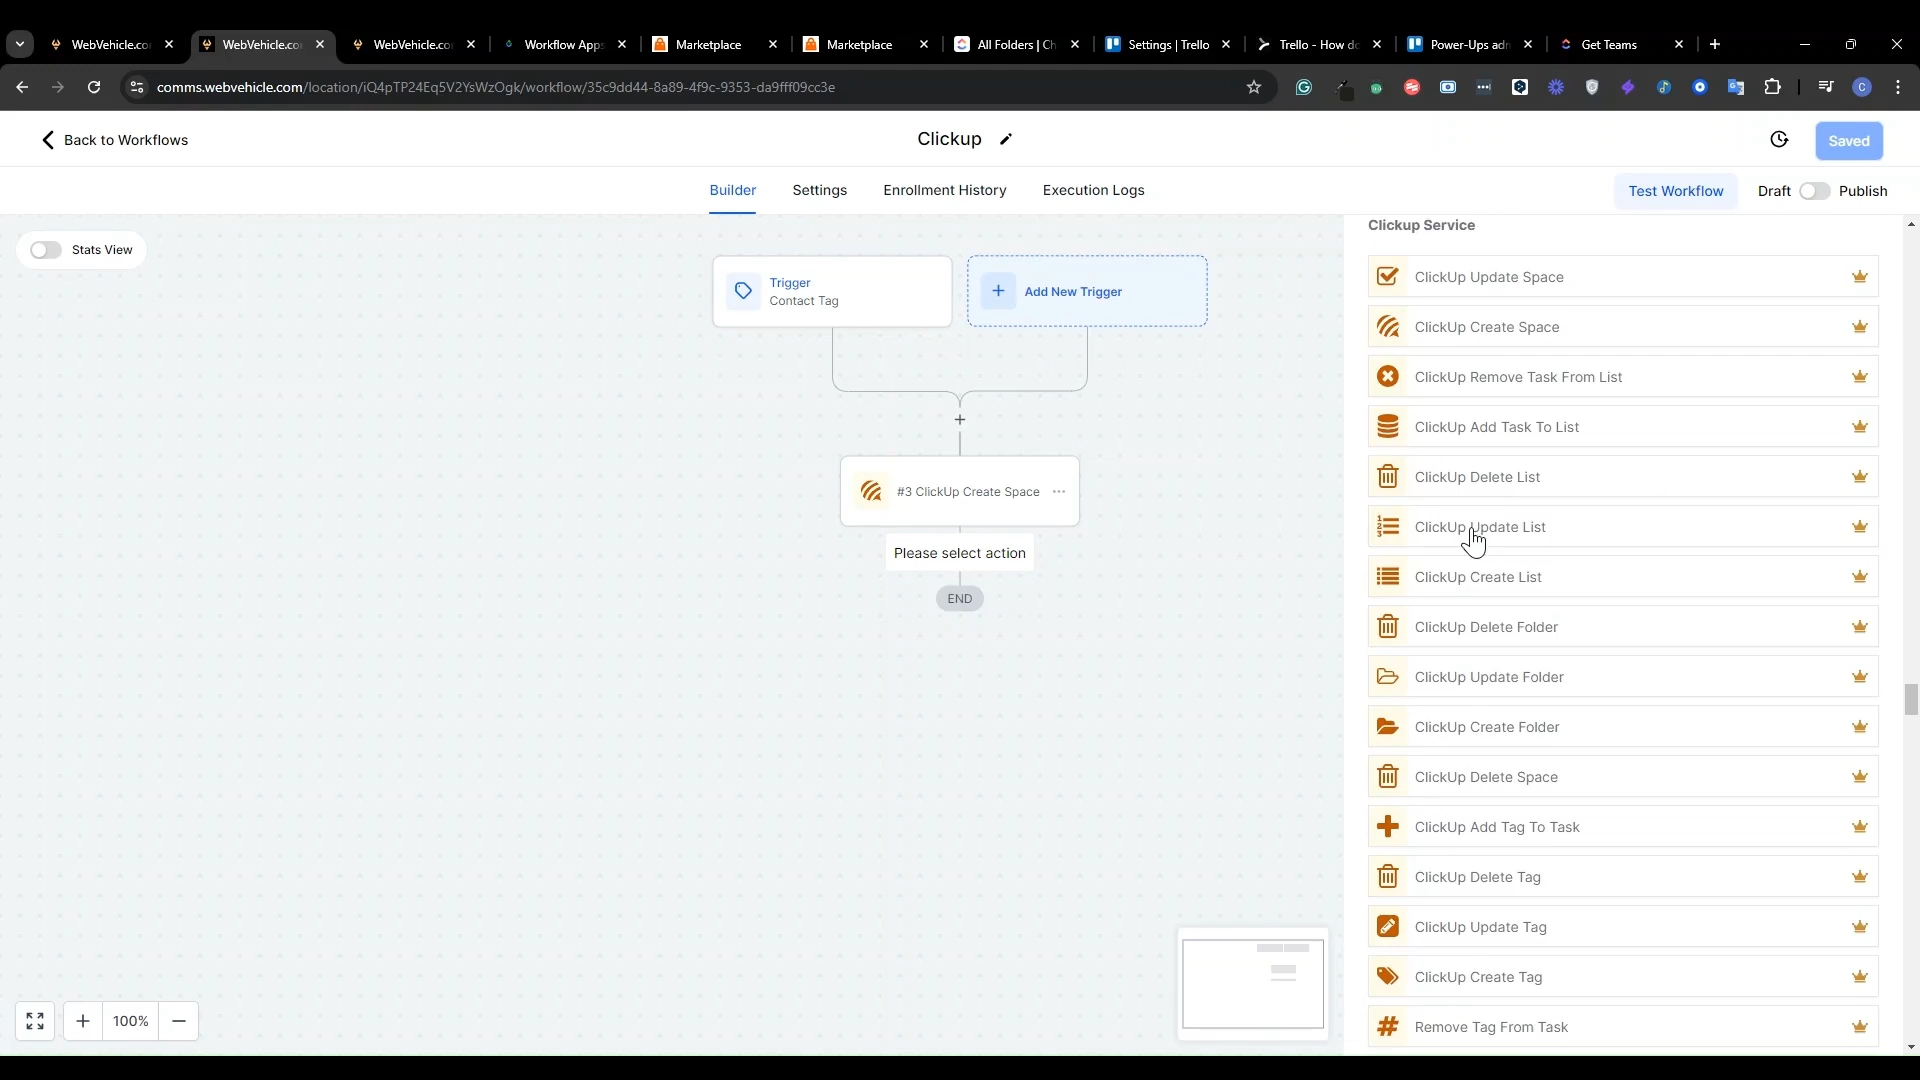 WebVehicle.co
WebVehicle.co
WebVehicle.co
Workflow Apps
Marketplace
Marketplace
All Folders | Ch
Settings | Trello
Trello - How do
Power-Ups adm
Get Teams
comms.webvehicle.com/location/iQ4pTP24Eq5V2YsWzOgk/workflow/35c9dd44-8a89-4f9c-9353-da9fff09cc3e
C
Back to Workflows
Clickup
Saved
Builder
Settings
Enrollment History
Execution Logs
Test Workflow
Draft
Publish
Stats View
Trigger
Contact Tag
Add New Trigger
#3 ClickUp Create Space
Please select action
END
100%
Clickup Service
ClickUp Update Space
ClickUp Create Space
ClickUp Remove Task From List
ClickUp Add Task To List
ClickUp Delete List
ClickUp Update List
ClickUp Create List
ClickUp Delete Folder
ClickUp Update Folder
ClickUp Create Folder
ClickUp Delete Space
ClickUp Add Tag To Task
ClickUp Delete Tag
ClickUp Update Tag
ClickUp Create Tag
Remove Tag From Task